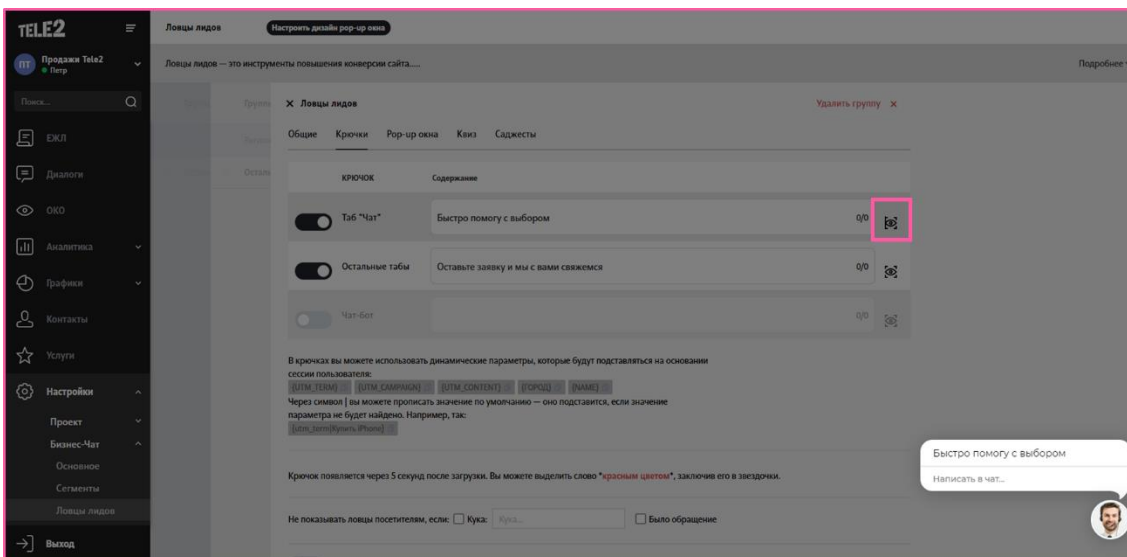 TELE2
Ловцы лидов
Настроить дизайн pop-up окна
ПТ
Продажи Tele2
Петр
Ловцы лидов — это инструменты повышения конверсии сайта.....
Подробнее
Поиск...
Группы
× Ловцы лидов
Удалить группу ×
Общие Крючки Pop-up окна Квиз Саджесты
ЕЖЛ
Диалоги
ОКО
Аналитика
Графики
Контакты
Услуги
Настройки
Проект
Бизнес-Чат
Основное
Сегменты
Ловцы лидов
Выход
КРЮЧОК Содержание
Таб "Чат" Быстро помогу с выбором 0/0
Остальные табы Оставьте заявку и мы с вами свяжемся 0/0
Чат-бот 0/0
В крючках вы можете использовать динамические параметры, которые будут подставляться на основании
сессии пользователя:
{UTM_TERM} {UTM_CAMPAIGN} {UTM_CONTENT} {ГОРОД} {NAME}
Через символ | вы можете прописать значение по умолчанию — оно подставится, если значение
параметра не будет найдено. Например, так:
{utm_term|Купить iPhone}
Крючок появляется через 5 секунд после загрузки. Вы можете выделить слово *красным цветом*, заключив его в звездочки.
Не показывать ловцы посетителям, если: Кука: Кука... Было обращение
Быстро помогу с выбором
Написать в чат...